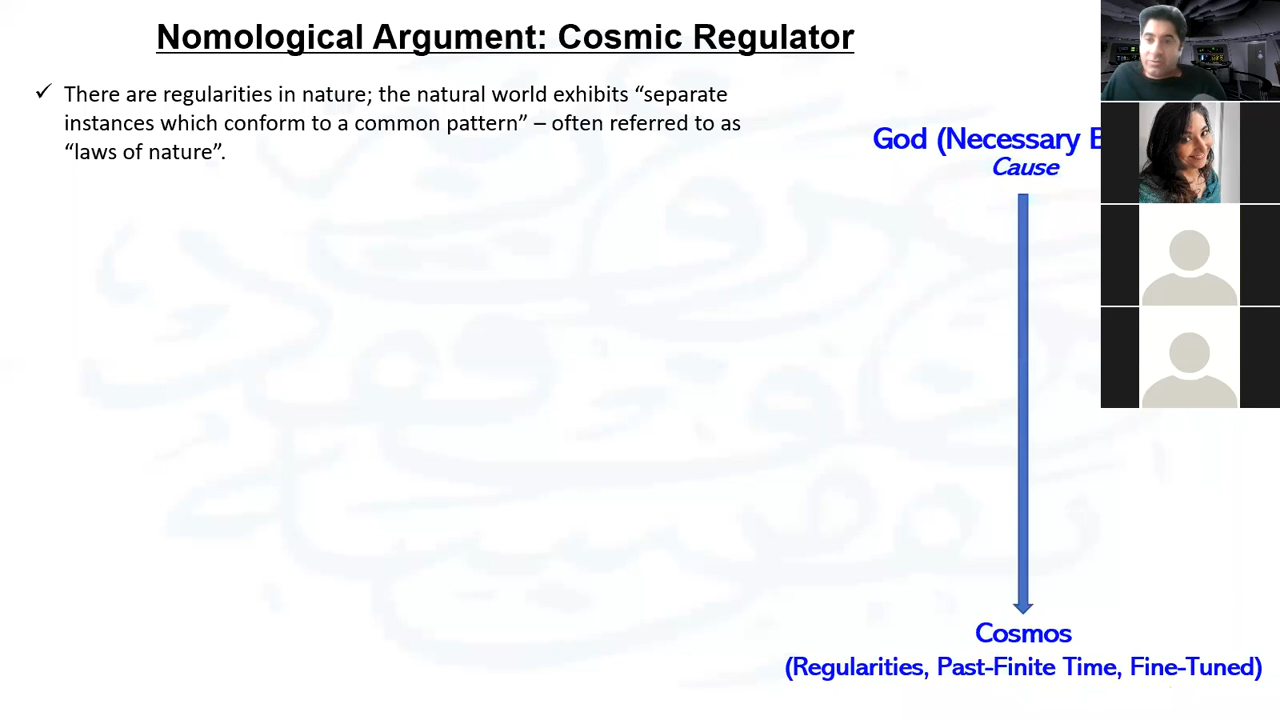 Nomological Argument: Cosmic Regulator
✓ There are regularities in nature; the natural world exhibits “separate
instances which conform to a common pattern” – often referred to as
“laws of nature”.
God (Necessary
Cause
Cosmos
(Regularities, Past-Finite Time, Fine-Tuned)